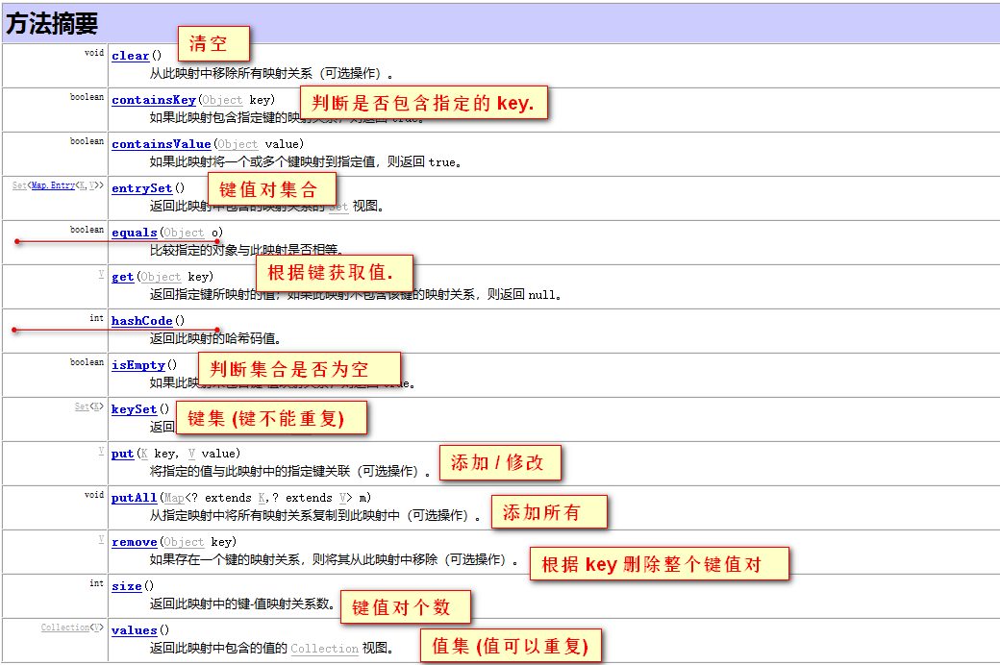 方法摘要
void clear()
清空
从此映射中移除所有映射关系（可选操作）。
boolean containsKey(Object key)
判断是否包含指定的 key.
如果此映射包含指定键的映射关系，则返回 true。
boolean containsValue(Object value)
如果此映射将一个或多个键映射到指定值，则返回 true。
Set<Map.Entry<K,V>> entrySet()
键值对集合
返回此映射中包含的映射关系的 Set 视图。
boolean equals(Object o)
比较指定的对象与此映射是否相等。
根据键获取值.
V get(Object key)
返回指定键所映射的值；如果此映射不包含该键的映射关系，则返回 null。
int hashCode()
返回此映射的哈希码值。
boolean isEmpty()
判断集合是否为空
如果此映射未包含键-值映射关系，则返回 true。
Set<K> keySet()
键集 (键不能重复)
返回
V put(K key, V value)
添加 / 修改
将指定的值与此映射中的指定键关联（可选操作）。
void putAll(Map<? extends K,? extends V> m)
添加所有
从指定映射中将所有映射关系复制到此映射中（可选操作）。
V remove(Object key)
如果存在一个键的映射关系，则将其从此映射中移除（可选操作）。
根据 key 删除整个键值对
int size()
返回此映射中的键-值映射关系数。
键值对个数
Collection<V> values()
返回此映射中包含的值的 Collection 视图。
值集 (值可以重复)